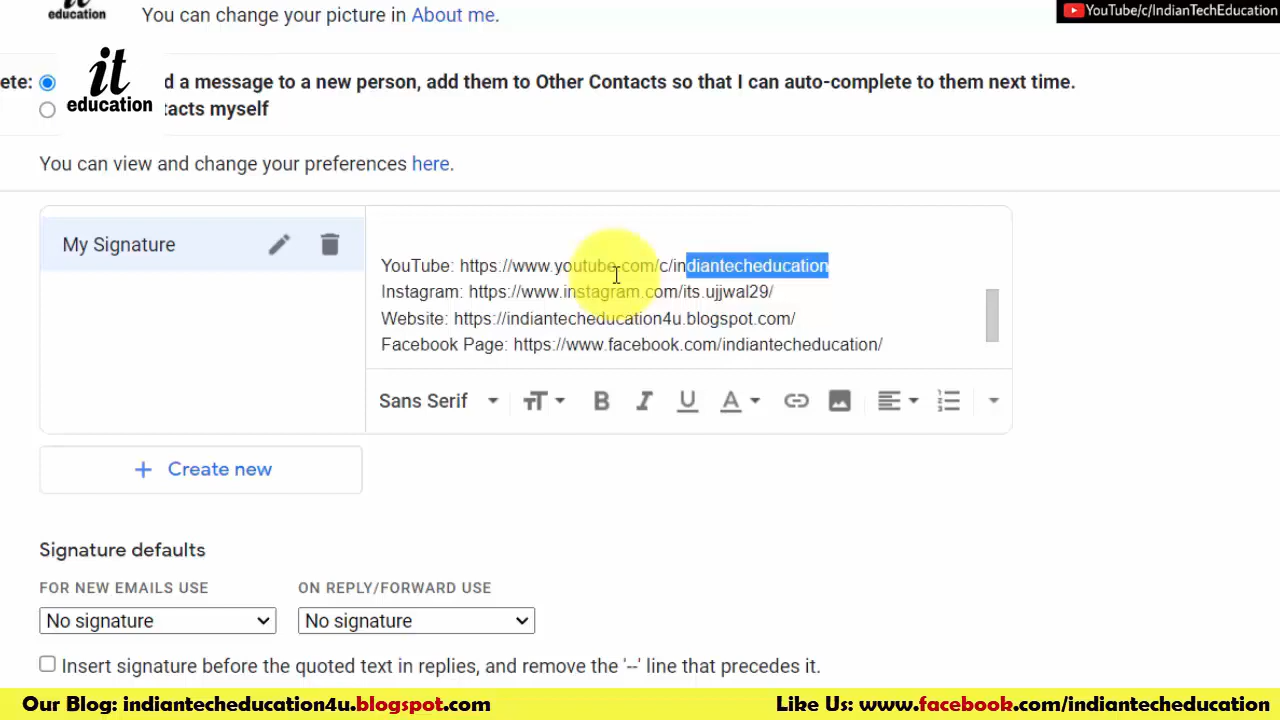 it
education
You can change your picture in About me.
YouTube/c/IndianTechEducation
ete:
d a message to a new person, add them to Other Contacts so that I can auto-complete to them next time.
it
education
tacts myself
You can view and change your preferences here.
My Signature
YouTube: https://www.youtube.com/c/indiantecheducation
Instagram: https://www.instagram.com/its.ujjwal29/
Website: https://indiantecheducation4u.blogspot.com/
Facebook Page: https://www.facebook.com/indiantecheducation/
Sans Serif
B I U A
+ Create new
Signature defaults
FOR NEW EMAILS USE
ON REPLY/FORWARD USE
No signature
No signature
Insert signature before the quoted text in replies, and remove the '--' line that precedes it.
Our Blog: indiantecheducation4u.blogspot.com
Like Us: www.facebook.com/indiantecheducation